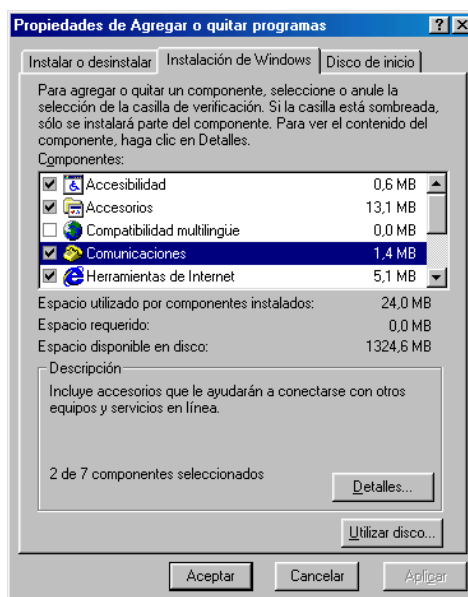 Propiedades de Agregar o quitar programas
Instalar o desinstalar Instalación de Windows Disco de inicio
Para agregar o quitar un componente, seleccione o anule la
selección de la casilla de verificación. Si la casilla está sombreada,
sólo se instalará parte del componente. Para ver el contenido del
componente, haga clic en Detalles.
Componentes:
Accesibilidad 0,6 MB
Accesorios 13,1 MB
Compatibilidad multilingüe 0,0 MB
Comunicaciones 1,4 MB
Herramientas de Internet 5,1 MB
Espacio utilizado por componentes instalados: 24,0 MB
Espacio requerido: 0,0 MB
Espacio disponible en disco: 1324,6 MB
Descripción
Incluye accesorios que le ayudarán a conectarse con otros
equipos y servicios en línea.
2 de 7 componentes seleccionados
Detalles...
Utilizar disco...
Aceptar Cancelar Aplicar